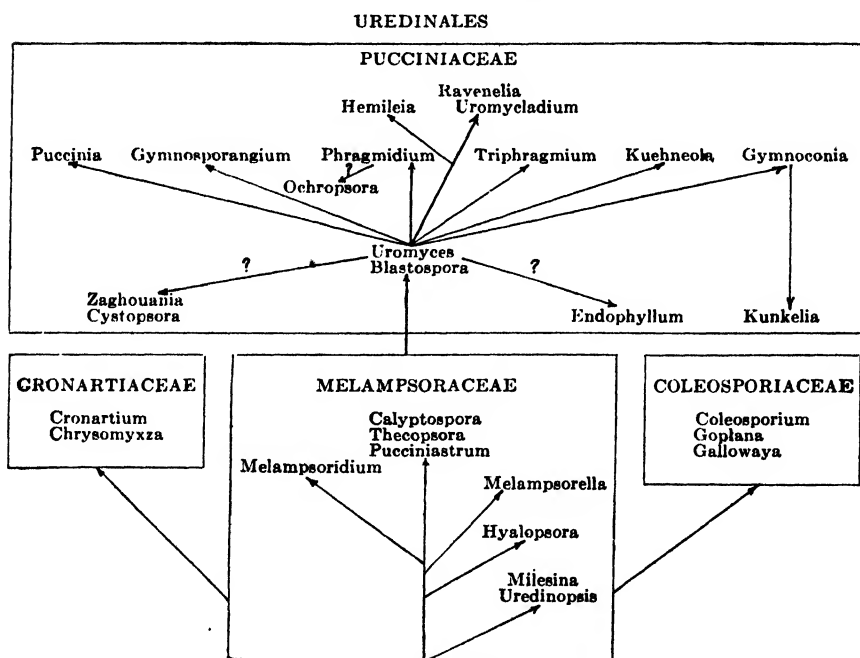 UREDINALES
PUCCINIACEAE
Ravenelia
Hemileia Uromycladium
Puccinia Gymnosporangium Phragmidium Triphragmium Kuehneola Gymnoconia
?
Ochropsora
Uromyces
? Blastospora ?
Zaghouania
Cystopsora Endophyllum Kunkelia
CRONARTIACEAE MELAMPSORACEAE COLEOSPORIACEAE
Cronartium
Chrysomyxza
Calyptospora
Thecopsora
Pucciniastrum
Coleosporium
Goplana
Gallowaya
Melampsoridium
Melampsorella
Hyalopsora
Milesina
Uredinopsis